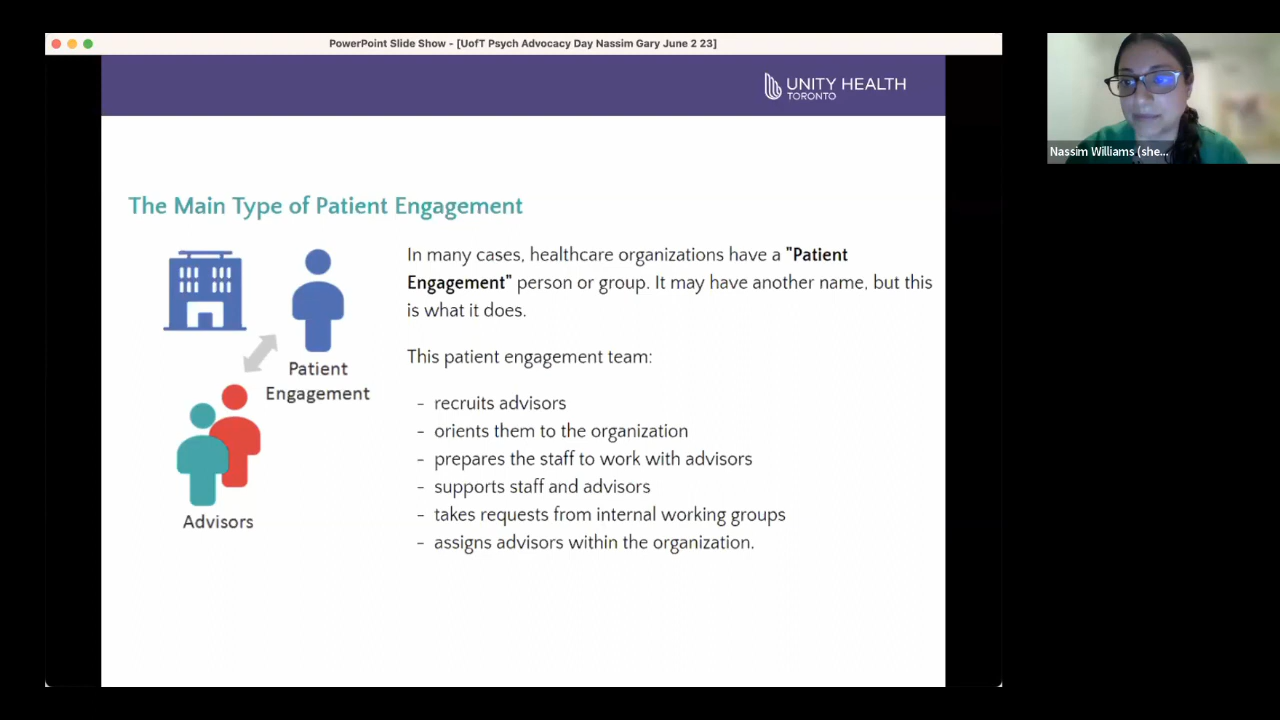 PowerPoint Slide Show - [UofT Psych Advocacy Day Nassim Gary June 2 23]
UNITY HEALTH
TORONTO
Nassim Williams (she...
The Main Type of Patient Engagement
In many cases, healthcare organizations have a "Patient
Engagement" person or group. It may have another name, but this
is what it does.
This patient engagement team:
- recruits advisors
- orients them to the organization
- prepares the staff to work with advisors
- supports staff and advisors
- takes requests from internal working groups
- assigns advisors within the organization.
Patient
Engagement
Advisors